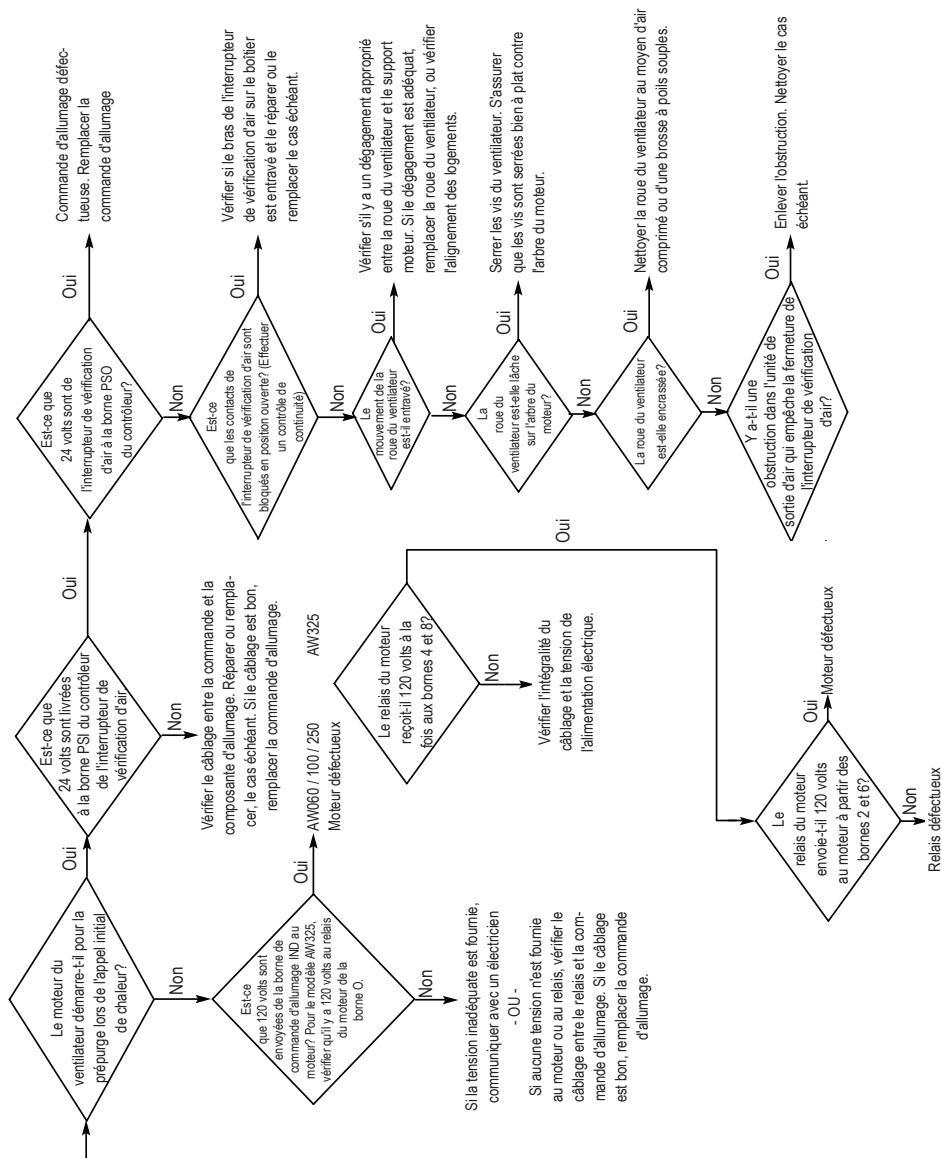 Le moteur du
ventilateur démarre-t-il pour la
prépurge lors de l'appel initial
de chaleur?
Oui
Non
Est-ce que
24 volts sont livrées
à la borne PSI du contrôleur
de l'interrupteur de
vérification d'air?
Oui
Non
Vérifier le câblage entre la commande et la
composante d'allumage. Réparer ou rempla-
cer, le cas échéant. Si le câblage est bon,
remplacer la commande d'allumage.
Est-ce que
24 volts sont de
l'interrupteur de vérification
d'air à la borne PSO
du contrôleur?
Oui
Commande d'allumage défec-
tueuse. Remplacer la
commande d'allumage
Non
Est-ce
que les contacts de
l'interrupteur de vérification d'air sont
bloqués en position ouverte? (Effectuer
un contrôle de
continuité)
Oui
Vérifier si le bras de l'interrupteur
de vérification d'air sur le boîtier
est entravé et le réparer ou le
remplacer le cas échéant.
Non
Le
mouvement de la
roue du ventilateur
est-il entravé?
Oui
Vérifier s'il y a un dégagement approprié
entre la roue du ventilateur et le support
moteur. Si le dégagement est adéquat,
remplacer la roue du ventilateur, ou vérifier
l'alignement des logements.
Non
La
roue du
ventilateur est-elle lâche
sur l'arbre du
moteur?
Oui
Serrer les vis du ventilateur. S'assurer
que les vis sont serrées bien à plat contre
l'arbre du moteur.
Non
La roue du ventilateur
est-elle encrassée?
Oui
Nettoyer la roue du ventilateur au moyen d'air
comprimé ou d'une brosse à poils souples.
Non
Y a-t-il une
obstruction dans l'unité de
sortie d'air qui empêche la fermeture de
l'interrupteur de vérification
d'air?
Oui
Enlever l'obstruction. Nettoyer le cas
échéant.
Est-ce
que 120 volts sont
envoyées de la borne de
commande d'allumage IND au
moteur? Pour le modèle AW325,
vérifier qu'il y a 120 volts au relais
du moteur de la
borne O.
Oui
AW060 / 100 / 250
Moteur défectueux
AW325
Non
Si la tension inadéquate est fournie,
communiquer avec un électricien
- OU -
Si aucune tension n'est fournie
au moteur ou au relais, vérifier le
câblage entre le relais et la com-
mande d'allumage. Si le câblage
est bon, remplacer la commande
d'allumage.
Le relais du moteur
reçoit-il 120 volts à la
fois aux bornes 4 et 8?
Oui
Non
Vérifier l'intégralité du
câblage et la tension de
l'alimentation électrique.
Le
relais du moteur
envoie-t-il 120 volts
au moteur à partir des
bornes 2 et 6?
Oui
Moteur défectueux
Non
Relais défectueux